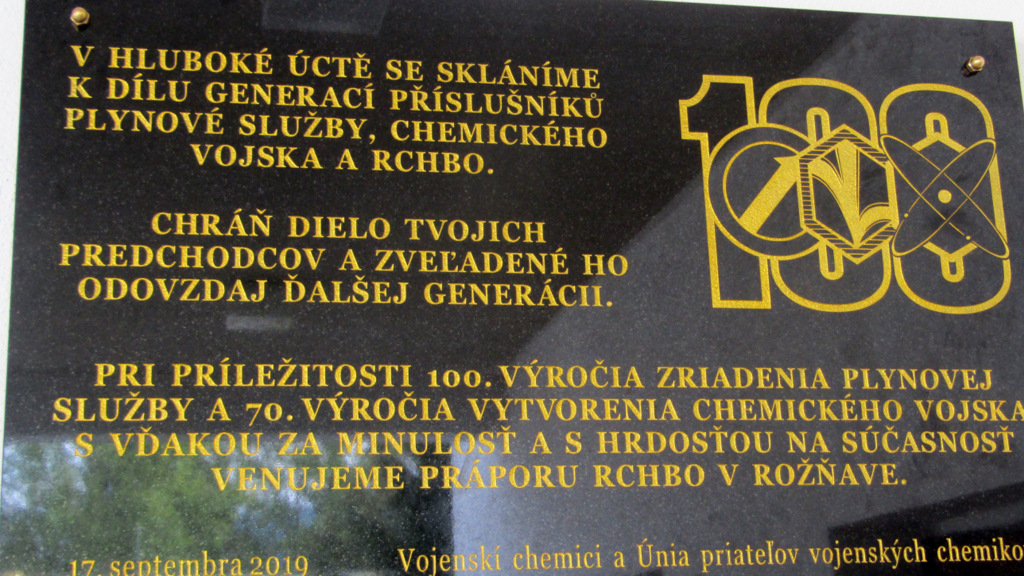 V HLUBOKÉ ÚCTĚ SE SKLÁNÍME
K DÍLU GENERACÍ PŘÍSLUŠNÍKŮ
PLYNOVÉ SLUŽBY, CHEMICKÉHO
VOJSKA A RCHBO.
100
CHRÁŇ DIELO TVOJICH
PREDCHODCOV A ZVEĽADENÉ HO
ODOVZDAJ ĎALŠEJ GENERÁCII.
PRI PRÍLEŽITOSTI 100. VÝROČIA ZRIADENIA PLYNOVEJ
SLUŽBY A 70. VÝROČIA VYTVORENIA CHEMICKÉHO VOJSKA
S VĎAKOU ZA MINULOSŤ A S HRDOSŤOU NA SÚČASNOSŤ
VENUJEME PRÁPORU RCHBO V ROŽŇAVE.
17. septembra 2019 Vojenskí chemici a Únia priateľov vojenských chemiko